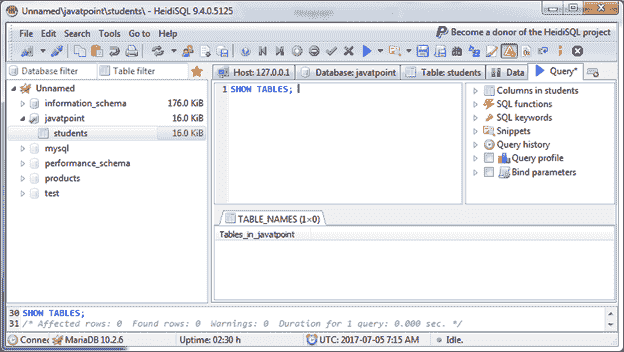 Unnamed\javatpoint\students\ - HeidiSQL 9.4.0.5125
File Edit Search Tools Go to Help
Become a donor of the HeidiSQL project
Database filter Table filter
Host: 127.0.0.1 Database: javatpoint Table: students Data Query*
Unnamed
information_schema 176.0 KiB
javatpoint 16.0 KiB
students 16.0 KiB
mysql
performance_schema
products
test
1 SHOW TABLES;
Columns in students
SQL functions
SQL keywords
Snippets
Query history
Query profile
Bind parameters
TABLE_NAMES (1×0)
Tables_in_javatpoint
30 SHOW TABLES;
31 /* Affected rows: 0 Found rows: 0 Warnings: 0 Duration for 1 query: 0.000 sec. */
Connec MariaDB 10.2.6 Uptime: 02:30 h UTC: 2017-07-05 7:15 AM Idle.